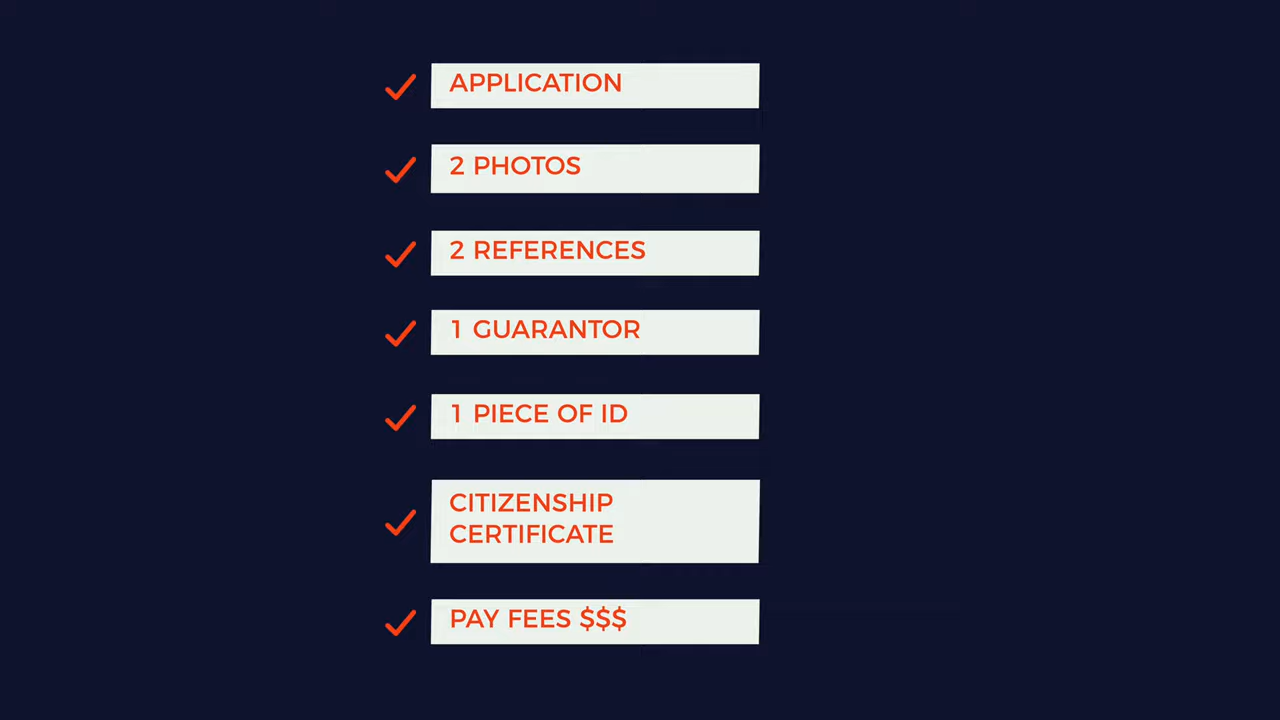 APPLICATION
2 PHOTOS
2 REFERENCES
1 GUARANTOR
1 PIECE OF ID
CITIZENSHIP
CERTIFICATE
PAY FEES $$$